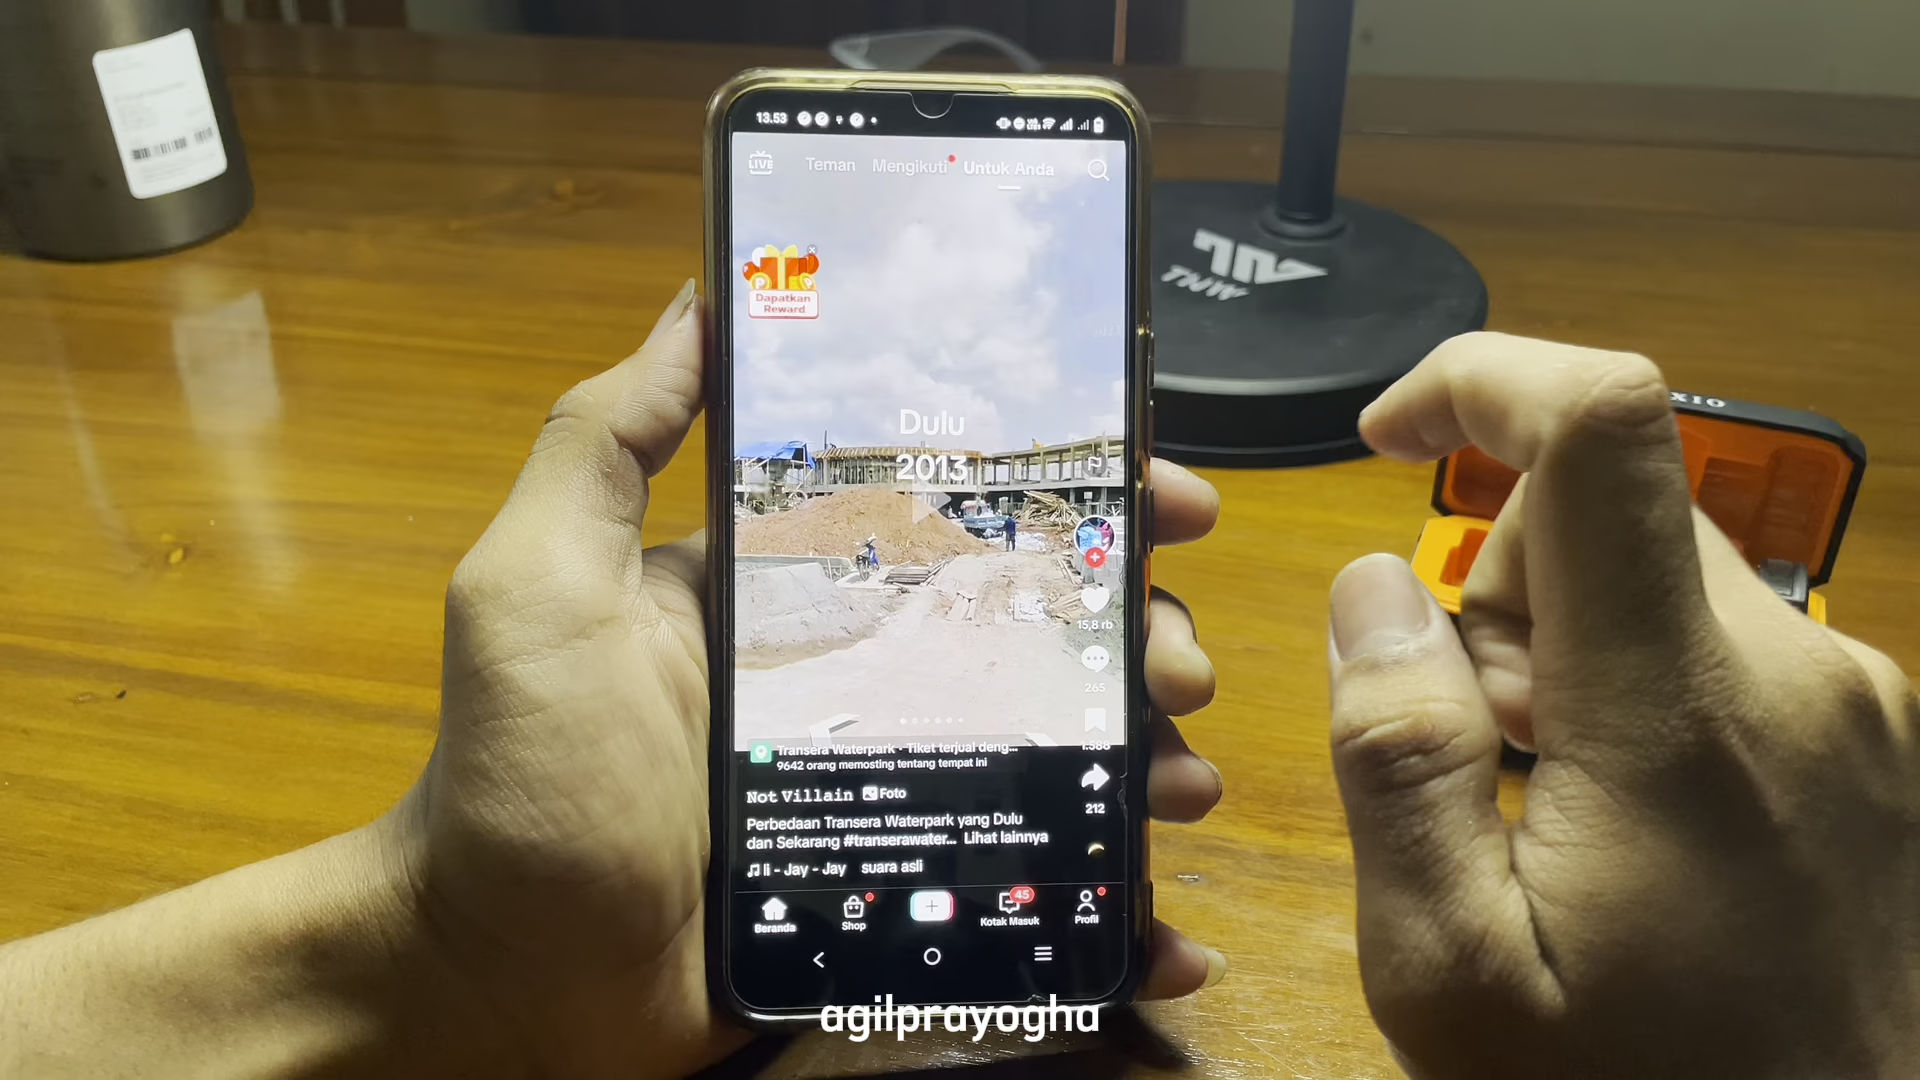 13.53
LIVE
Teman Mengikuti Untuk Anda
Dapatkan
Reward
Dulu
2013
15,8 rb
265
1.588
Transera Waterpark - Tiket terjual deng...
9642 orang memosting tentang tempat ini
212
Not Villain Foto
Perbedaan Transera Waterpark yang Dulu
dan Sekarang #transerawater... Lihat lainnya
li - Jay - Jay suara asli
45
Beranda Shop Kotak Masuk Profil
TNW
XIO
agilprayogha